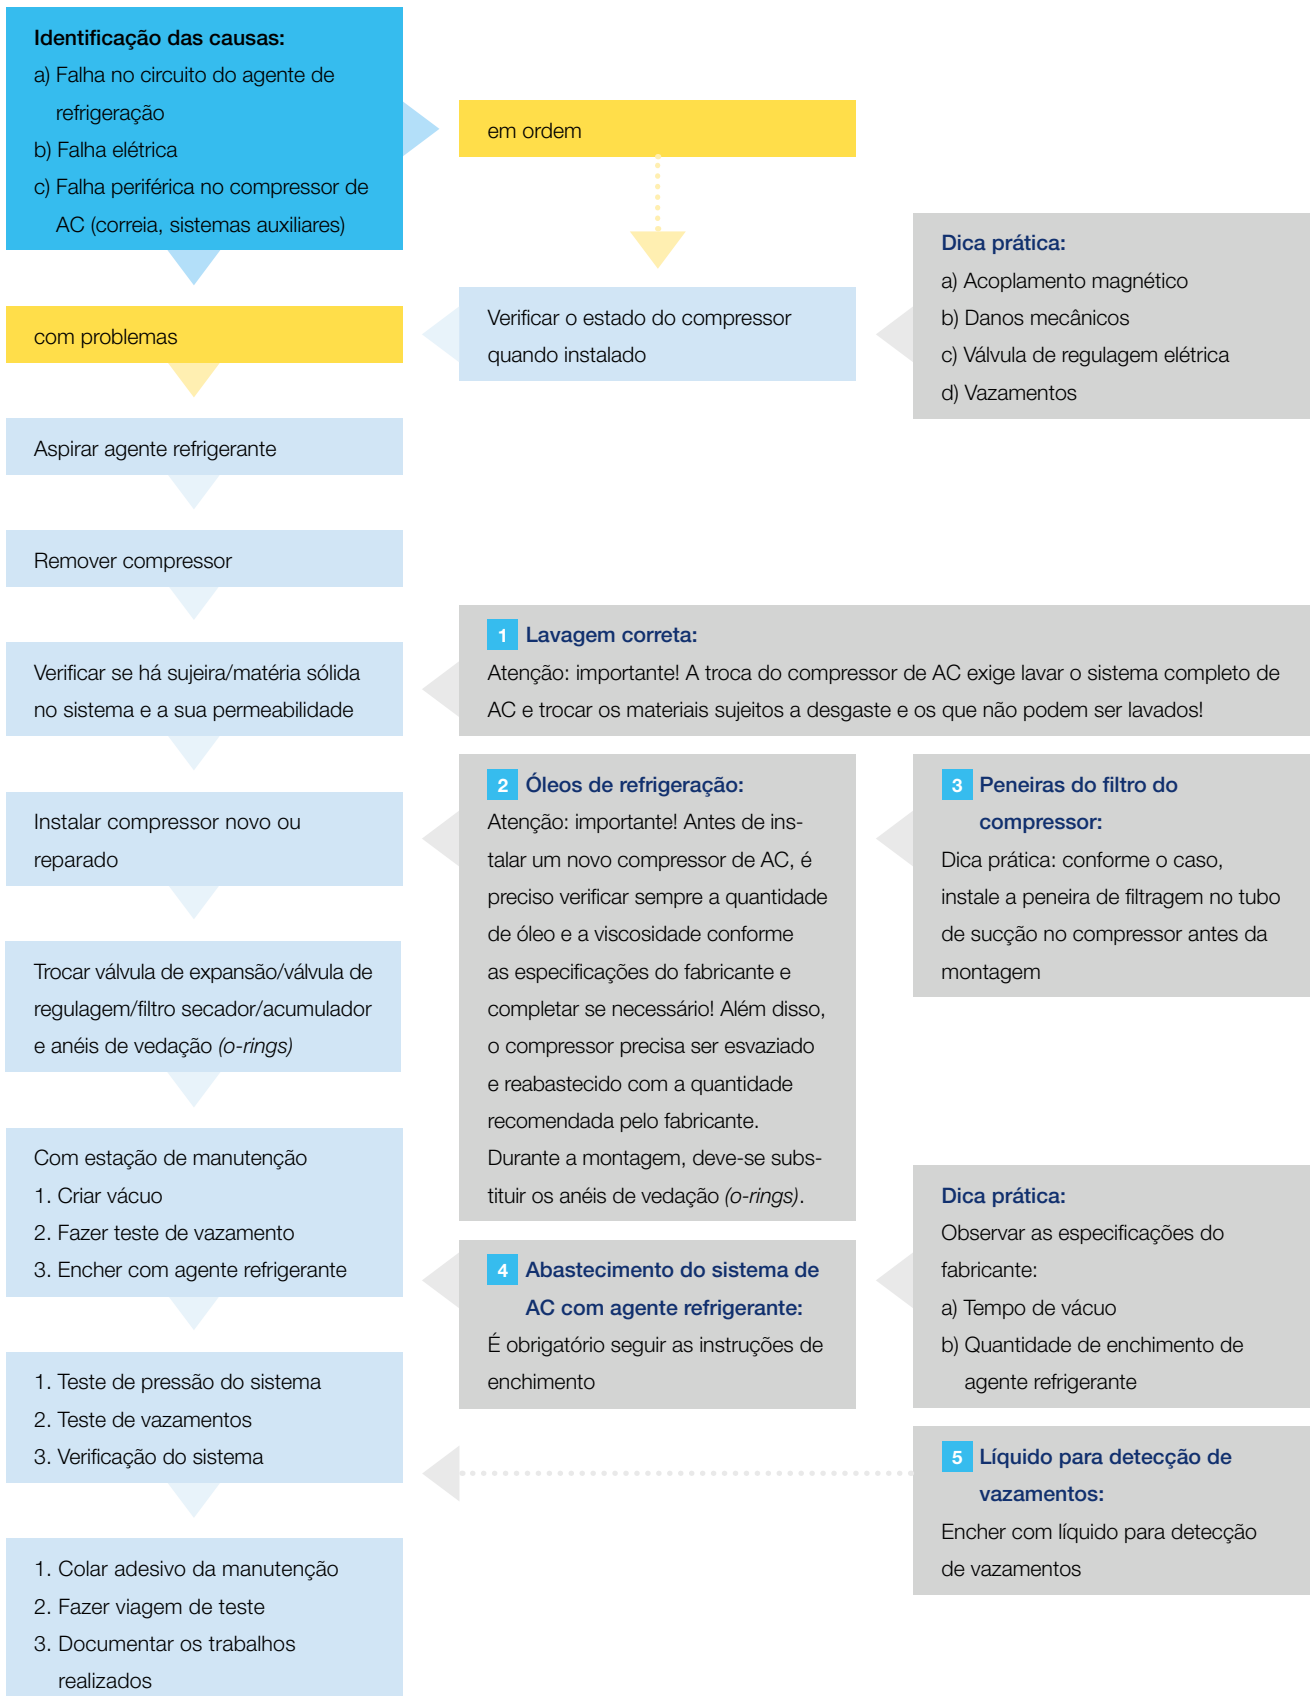 Identificação das causas:
a) Falha no circuito do agente de
refrigeração
b) Falha elétrica
c) Falha periférica no compressor de
AC (correia, sistemas auxiliares)
em ordem
com problemas
Verificar o estado do compressor
quando instalado
Dica prática:
a) Acoplamento magnético
b) Danos mecânicos
c) Válvula de regulagem elétrica
d) Vazamentos
Aspirar agente refrigerante
Remover compressor
Verificar se há sujeira/matéria sólida
no sistema e a sua permeabilidade
1 Lavagem correta:
Atenção: importante! A troca do compressor de AC exige lavar o sistema completo de
AC e trocar os materiais sujeitos a desgaste e os que não podem ser lavados!
Instalar compressor novo ou
reparado
2 Óleos de refrigeração:
Atenção: importante! Antes de ins-
talar um novo compressor de AC, é
preciso verificar sempre a quantidade
de óleo e a viscosidade conforme
as especificações do fabricante e
completar se necessário! Além disso,
o compressor precisa ser esvaziado
e reabastecido com a quantidade
recomendada pelo fabricante.
Durante a montagem, deve-se subs-
tituir os anéis de vedação (o-rings).
3 Peneiras do filtro do
compressor:
Dica prática: conforme o caso,
instale a peneira de filtragem no tubo
de sucção no compressor antes da
montagem
Trocar válvula de expansão/válvula de
regulagem/filtro secador/acumulador
e anéis de vedação (o-rings)
Com estação de manutenção
1. Criar vácuo
2. Fazer teste de vazamento
3. Encher com agente refrigerante
4 Abastecimento do sistema de
AC com agente refrigerante:
É obrigatório seguir as instruções de
enchimento
Dica prática:
Observar as especificações do
fabricante:
a) Tempo de vácuo
b) Quantidade de enchimento de
agente refrigerante
1. Teste de pressão do sistema
2. Teste de vazamentos
3. Verificação do sistema
5 Líquido para detecção de
vazamentos:
Encher com líquido para detecção
de vazamentos
1. Colar adesivo da manutenção
2. Fazer viagem de teste
3. Documentar os trabalhos
realizados